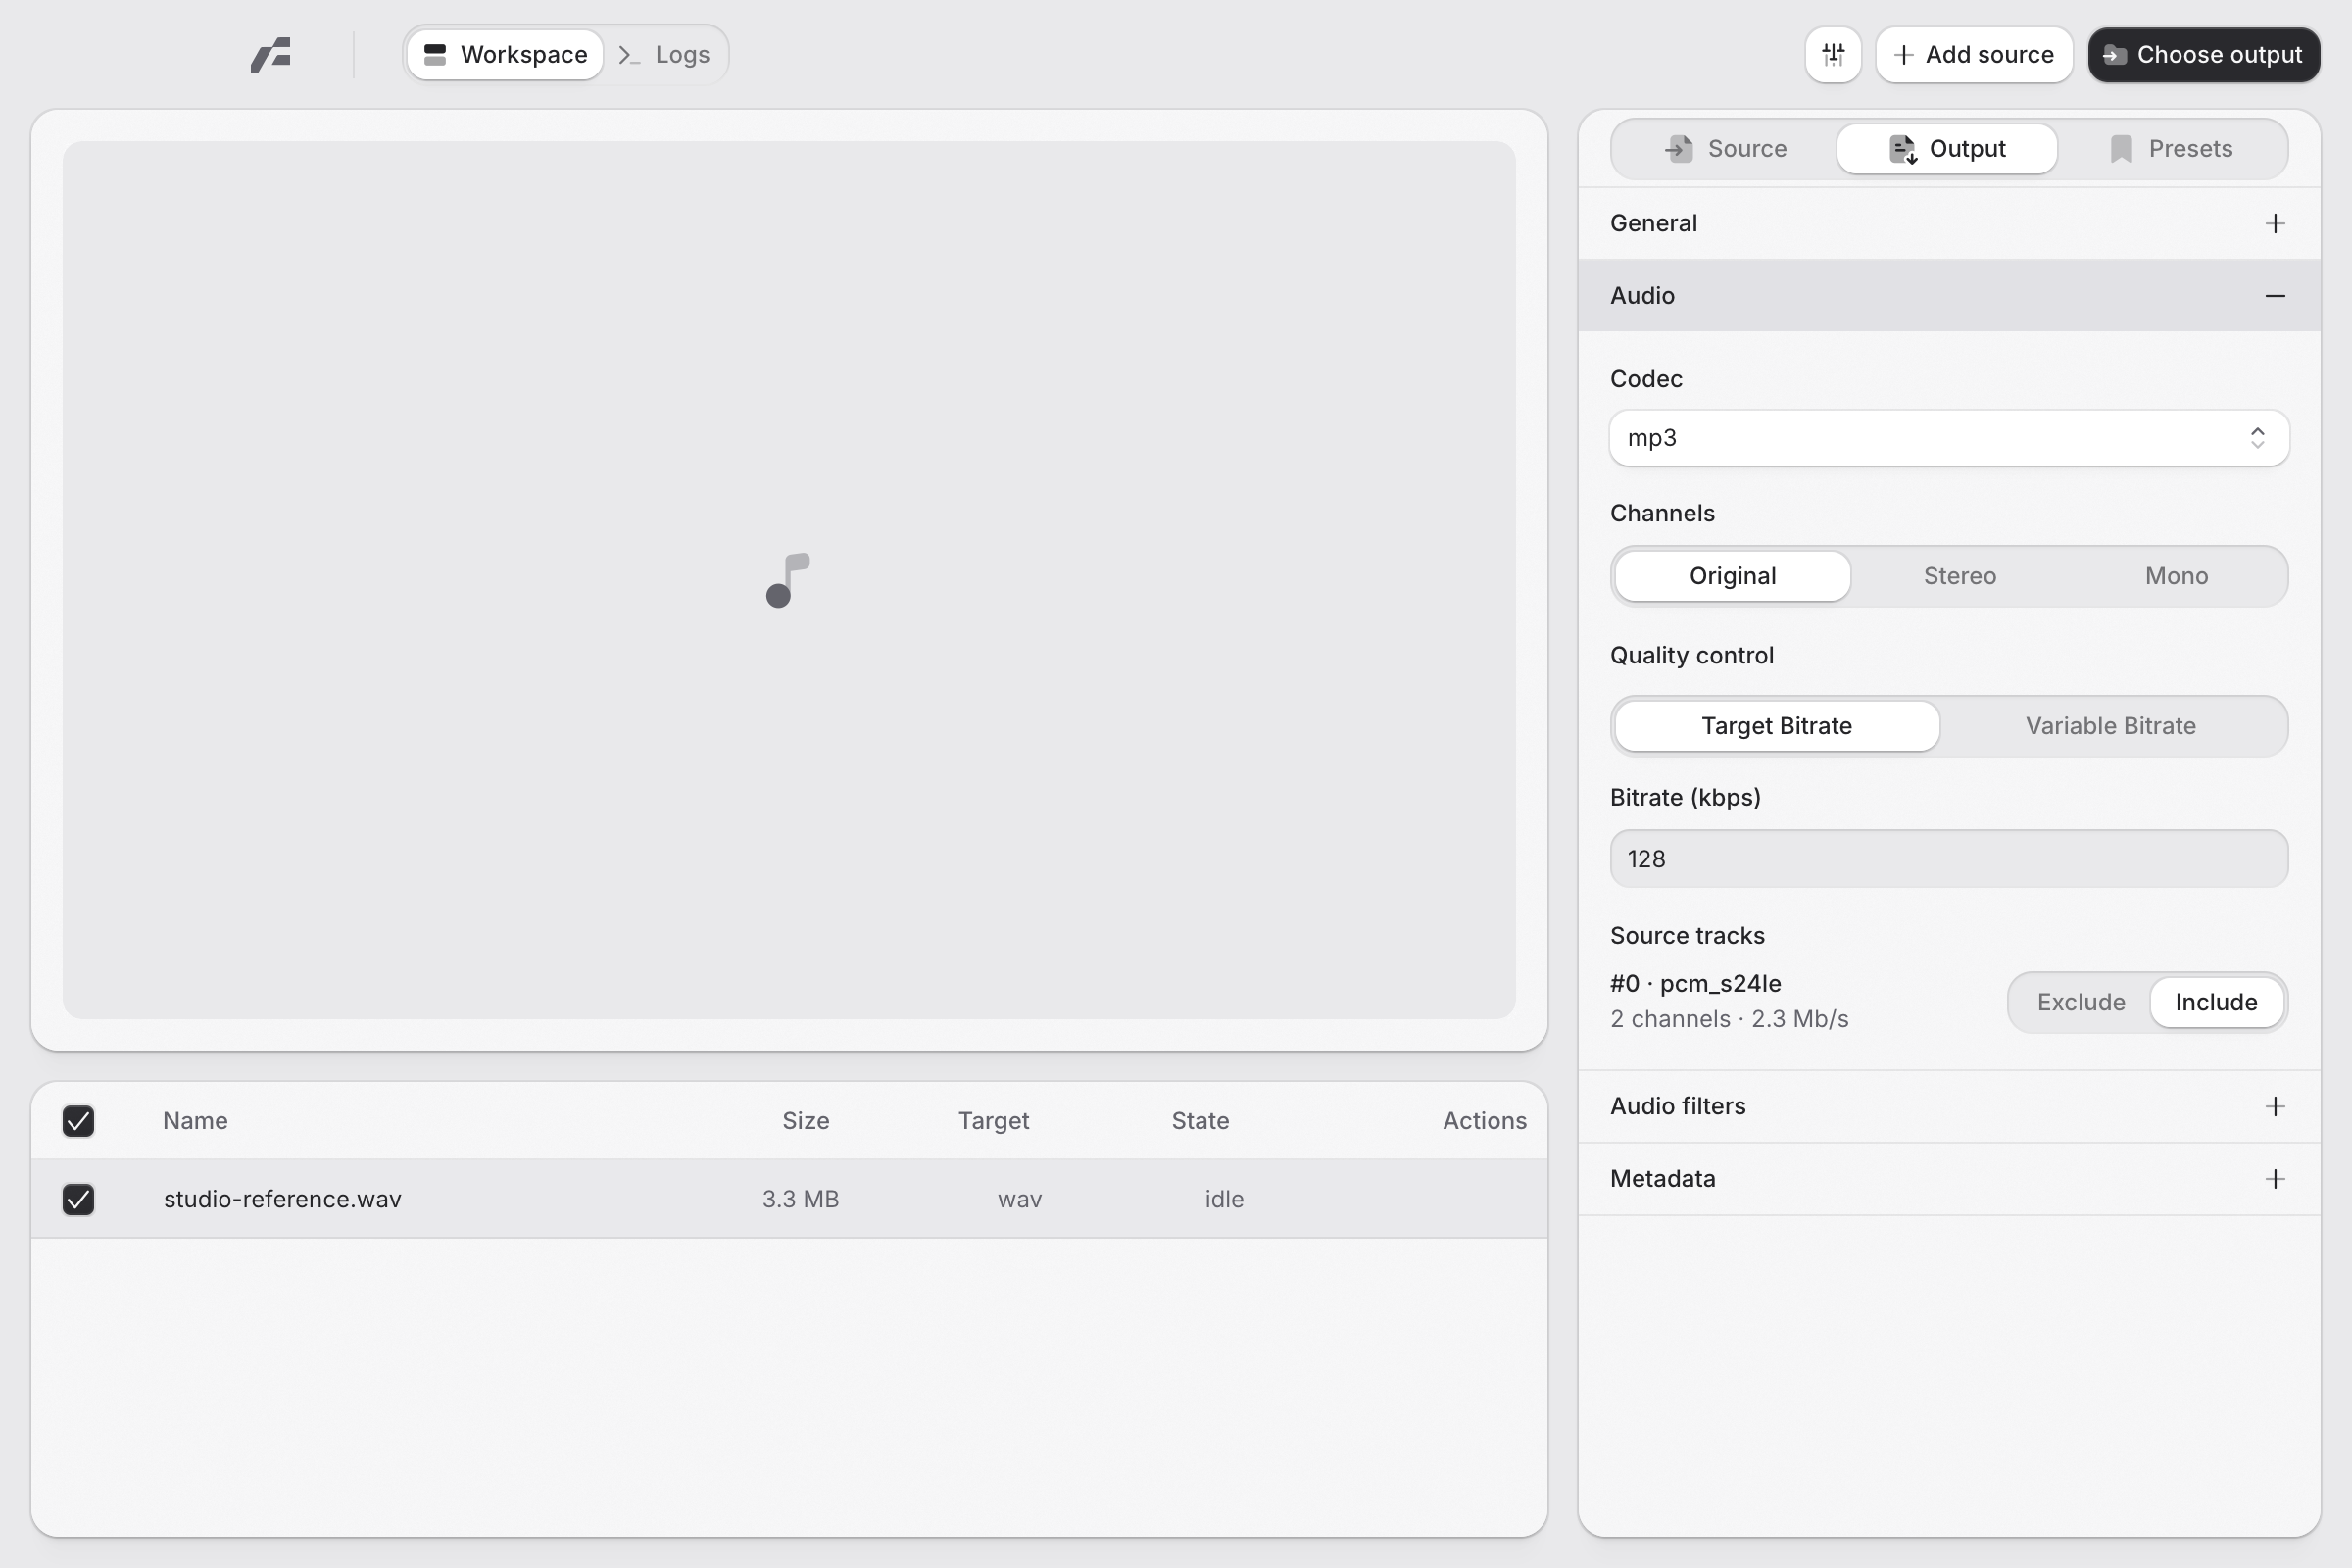 Workspace
Logs
Add source
Choose output
Source
Output
Presets
General
Audio
Codec
mp3
Channels
Original
Stereo
Mono
Quality control
Target Bitrate
Variable Bitrate
Bitrate (kbps)
128
Source tracks
#0 · pcm_s24le
2 channels · 2.3 Mb/s
Exclude
Include
Audio filters
Metadata
Name Size Target State Actions
studio-reference.wav 3.3 MB wav idle